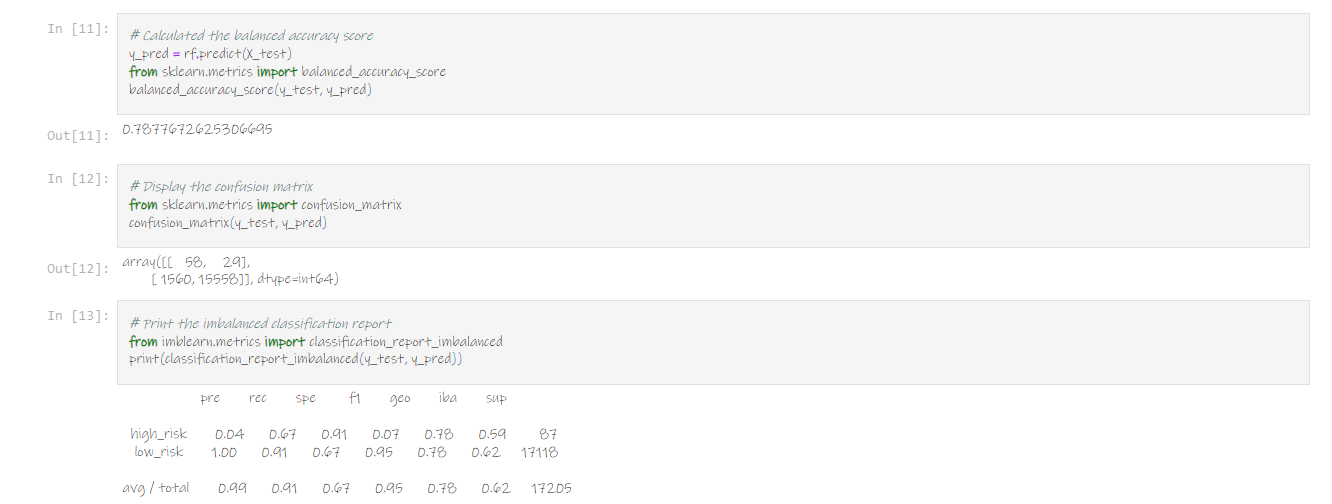 In [11]:
# Calculated the balanced accuracy score
y_pred = rf.predict(X_test)
from sklearn.metrics import balanced_accuracy_score
balanced_accuracy_score(y_test, y_pred)
Out[11]: 0.7877672625306695
In [12]:
# Display the confusion matrix
from sklearn.metrics import confusion_matrix
confusion_matrix(y_test, y_pred)
Out[12]: array([[ 58, 29],
[ 1560, 15558]], dtype=int64)
In [13]:
# Print the imbalanced classification report
from imblearn.metrics import classification_report_imbalanced
print(classification_report_imbalanced(y_test, y_pred))
pre rec spe f1 geo iba sup
high_risk 0.04 0.67 0.91 0.07 0.78 0.59 87
low_risk 1.00 0.91 0.67 0.95 0.78 0.62 17118
avg / total 0.99 0.91 0.67 0.95 0.78 0.62 17205